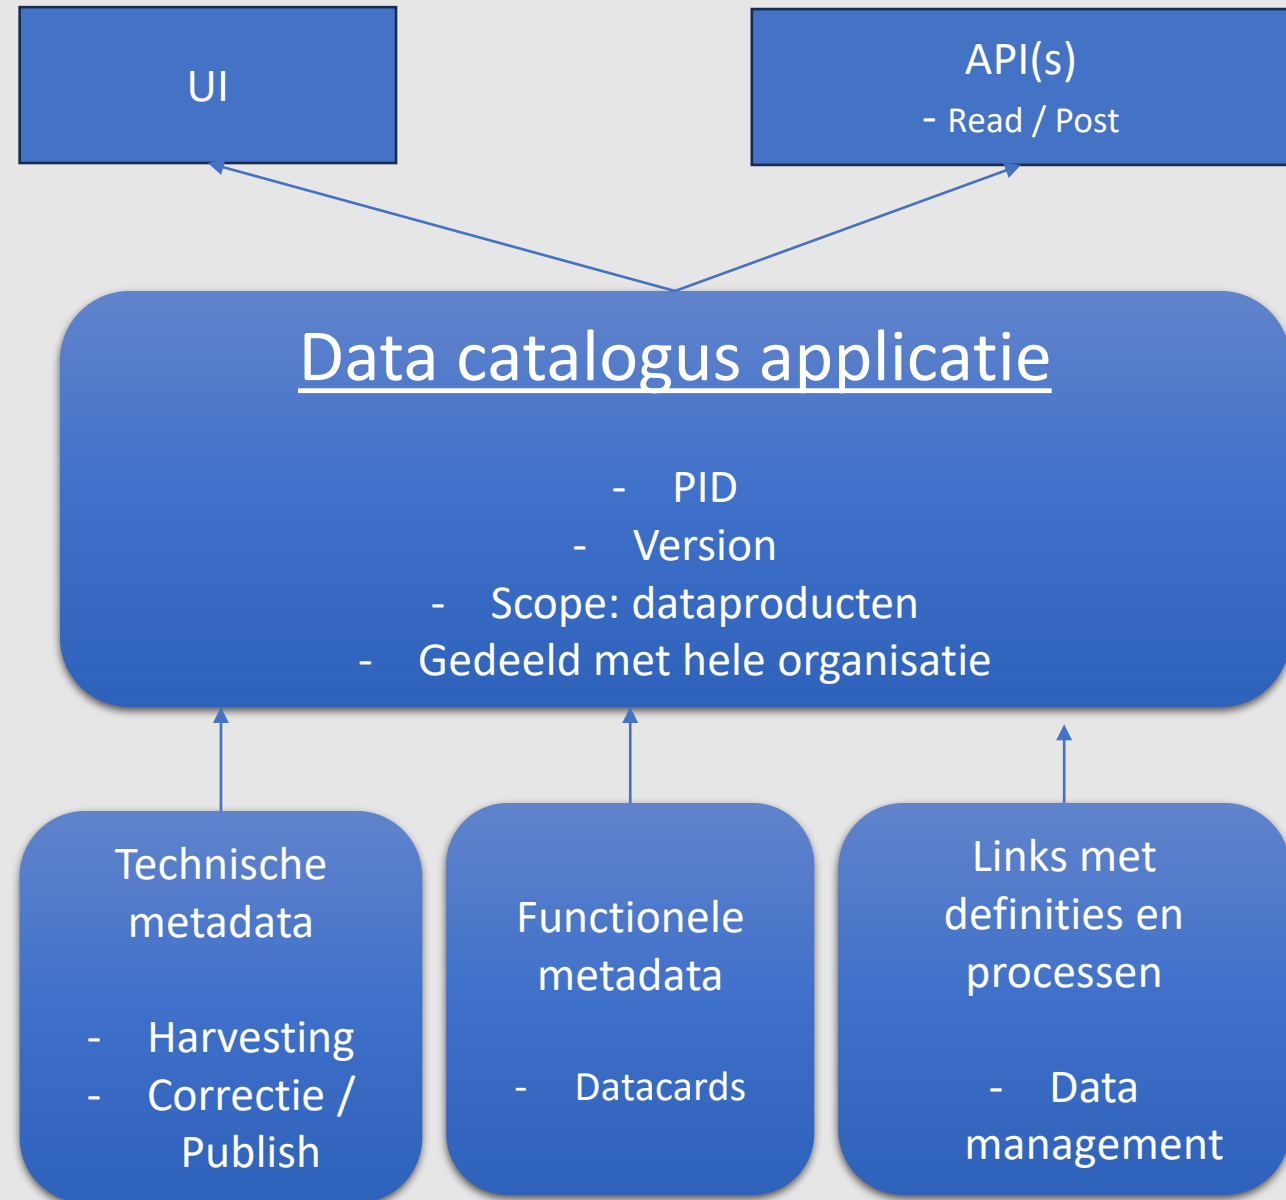 UI
API(s)
- Read / Post
Data catalogus applicatie
- PID
- Version
- Scope: dataproducten
- Gedeeld met hele organisatie
Technische
metadata
- Harvesting
- Correctie /
Publish
Functionele
metadata
- Datacards
Links met
definities en
processen
- Data
management